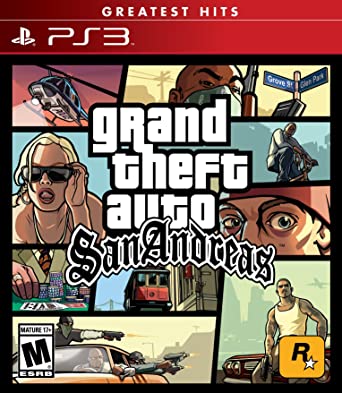 GREATEST HITS
PS3
Grove St Glen Park
grand
theft
auto
San Andreas
MATURE 17+
M
ESRB
R